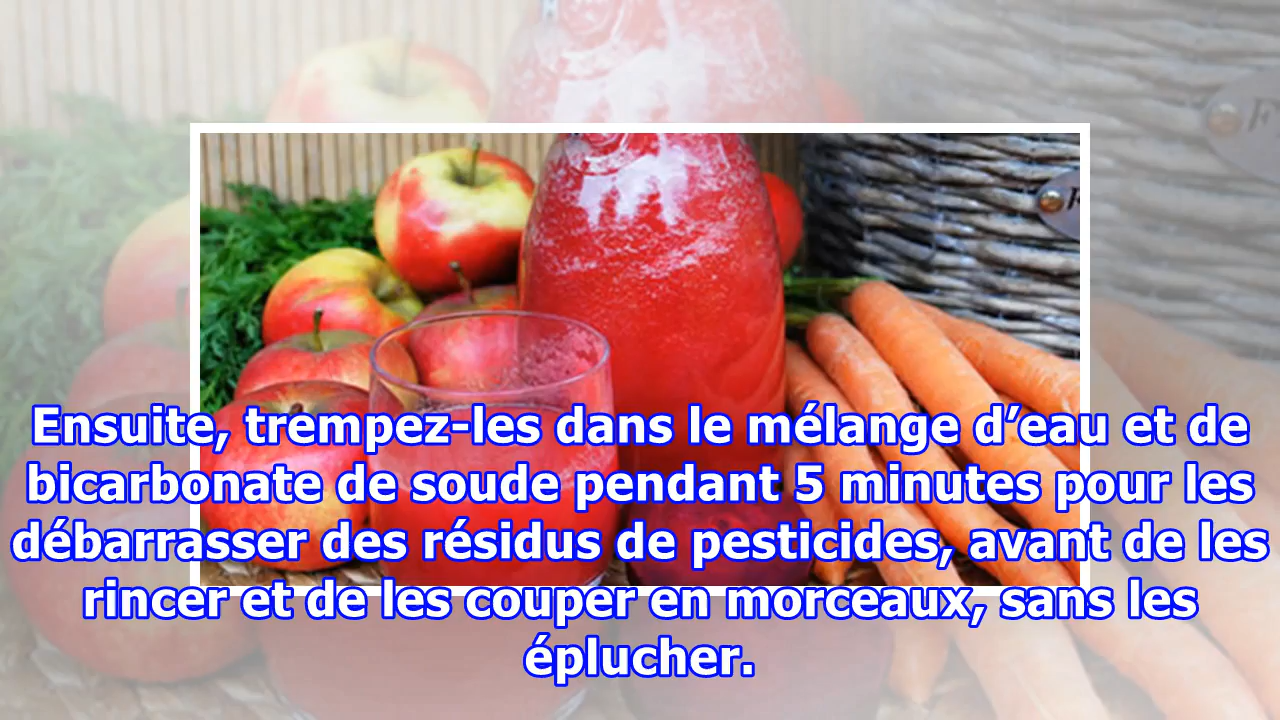 Ensuite, trempez-les dans le mélange d’eau et de
bicarbonate de soude pendant 5 minutes pour les
débarrasser des résidus de pesticides, avant de les
rincer et de les couper en morceaux, sans les
éplucher.